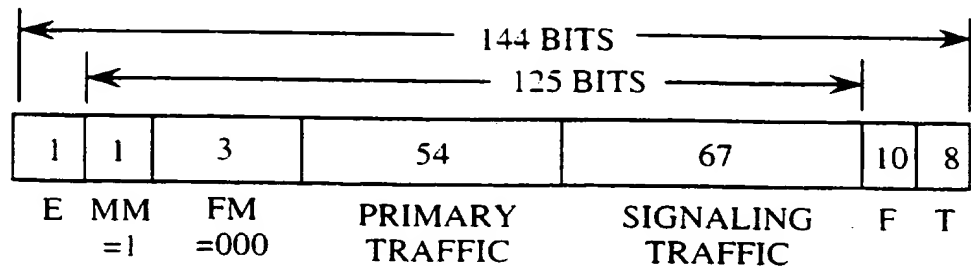 144 BITS
125 BITS
1 1 3 54 67 10 8
E MM FM PRIMARY SIGNALING F T
=1 =000 TRAFFIC TRAFFIC